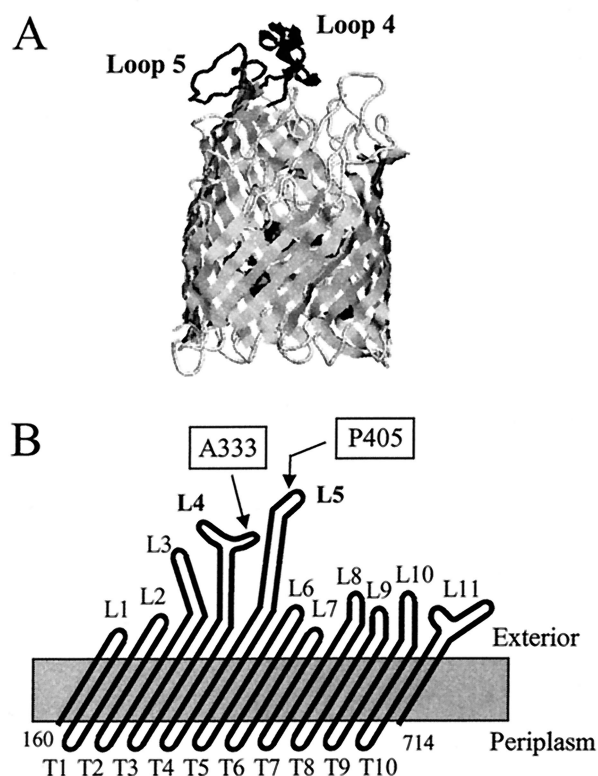 A
Loop 4
Loop 5
B
A333
P405
L4
L5
L3
L1
L2
L6
L7
L8
L9
L10
L11
Exterior
160
714
Periplasm
T1 T2 T3 T4 T5 T6 T7 T8 T9 T10